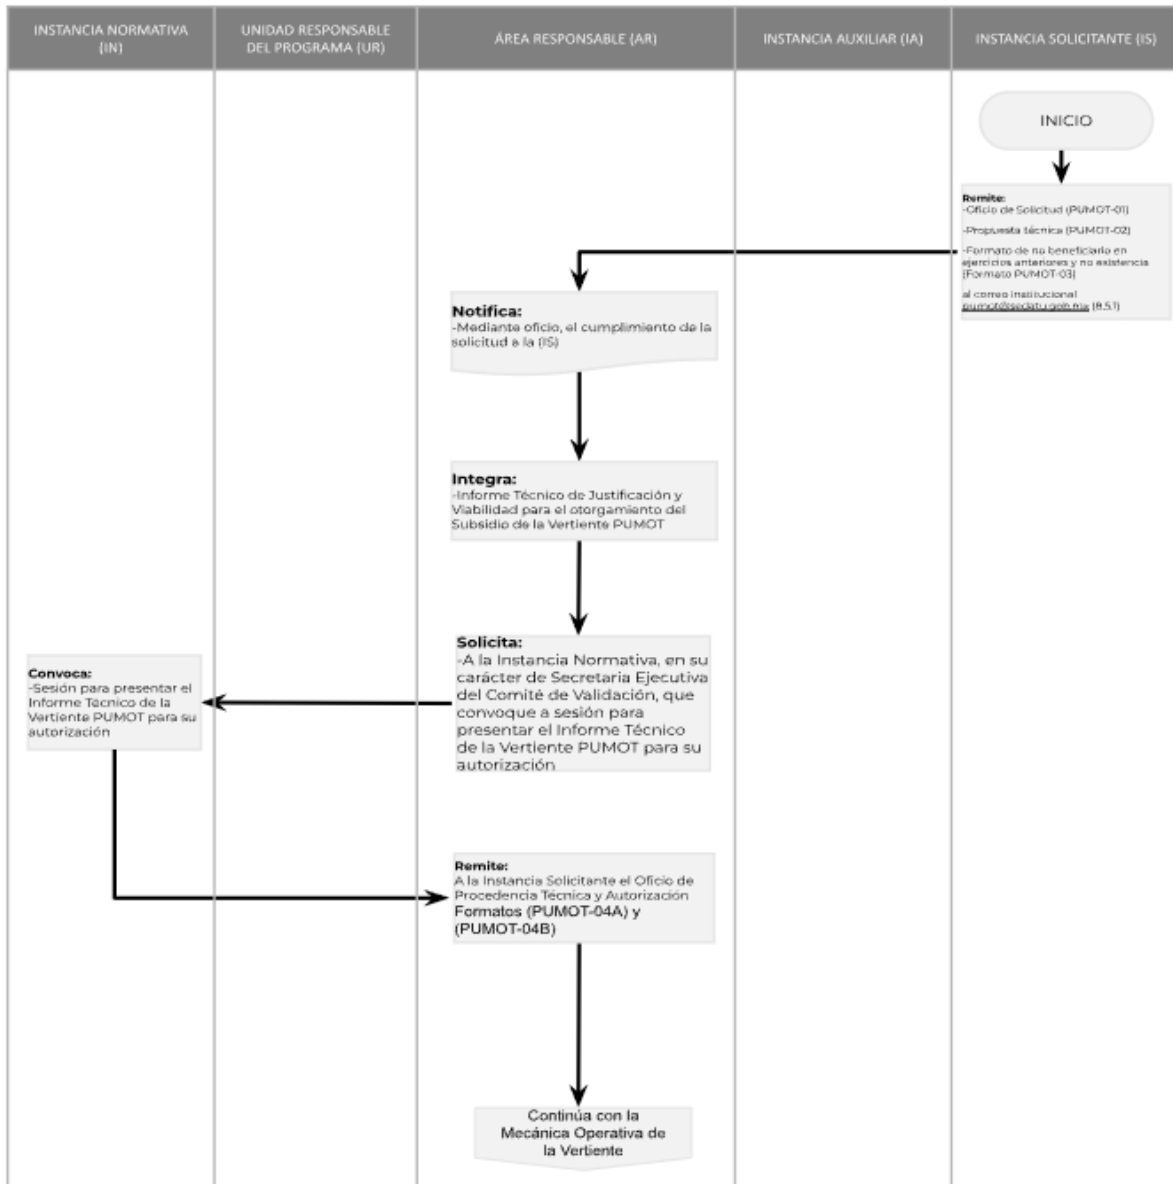 INSTANCIA NORMATIVA
(IN)
UNIDAD RESPONSABLE
DEL PROGRAMA (UR)
ÁREA RESPONSABLE (AR)
INSTANCIA AUXILIAR (IA)
INSTANCIA SOLICITANTE (IS)
INICIO
Remite:
-Oficio de Solicitud (PUMOT-01)
-Propuesta técnica (PUMOT-02)
-Formato de no beneficiario en
ejercicios anteriores y no existencia
(Formato PUMOT-03)
al correo institucional
pumot@sedatu.gob.mx (8.5.1)
Notifica:
-Mediante oficio, el cumplimiento de la
solicitud a la (IS)
Integra:
-Informe Técnico de Justificación y
Viabilidad para el otorgamiento del
Subsidio de la Vertiente PUMOT
Solicita:
-A la Instancia Normativa, en su
carácter de Secretaria Ejecutiva
del Comité de Validación, que
convoque a sesión para
presentar el Informe Técnico
de la Vertiente PUMOT para su
autorización
Convoca:
-Sesión para presentar el
Informe Técnico de la
Vertiente PUMOT para su
autorización
Remite:
A la Instancia Solicitante el Oficio de
Procedencia Técnica y Autorización
Formatos (PUMOT-04A) y
(PUMOT-04B)
Continúa con la
Mecánica Operativa de
la Vertiente